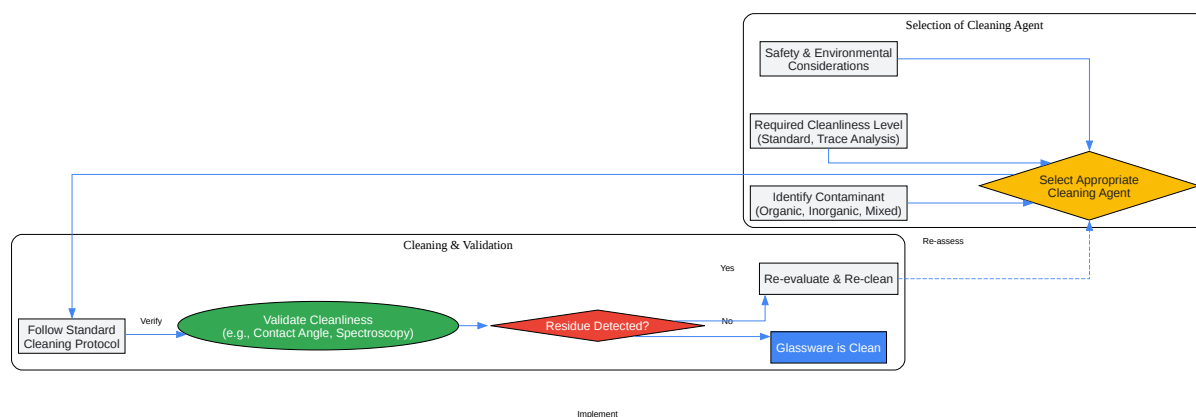 Selection of Cleaning Agent
Safety & Environmental
Considerations
Required Cleanliness Level
(Standard, Trace Analysis)
Select Appropriate
Cleaning Agent
Identify Contaminant
(Organic, Inorganic, Mixed)
Cleaning & Validation
Re-assess
Yes
Re-evaluate & Re-clean
Follow Standard
Cleaning Protocol
Verify
Validate Cleanliness
(e.g., Contact Angle, Spectroscopy)
Residue Detected?
No
Glassware is Clean
Implement